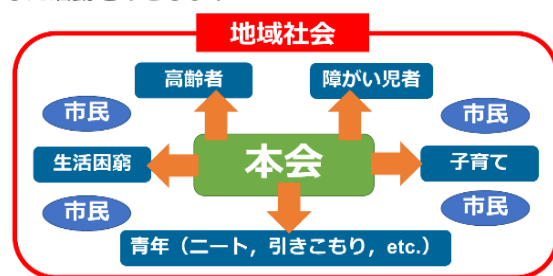 地域社会
高齢者
障がい児者
市民
市民
生活困窮
本会
子育て
市民
市民
青年（ニート，引きこもり，etc.）